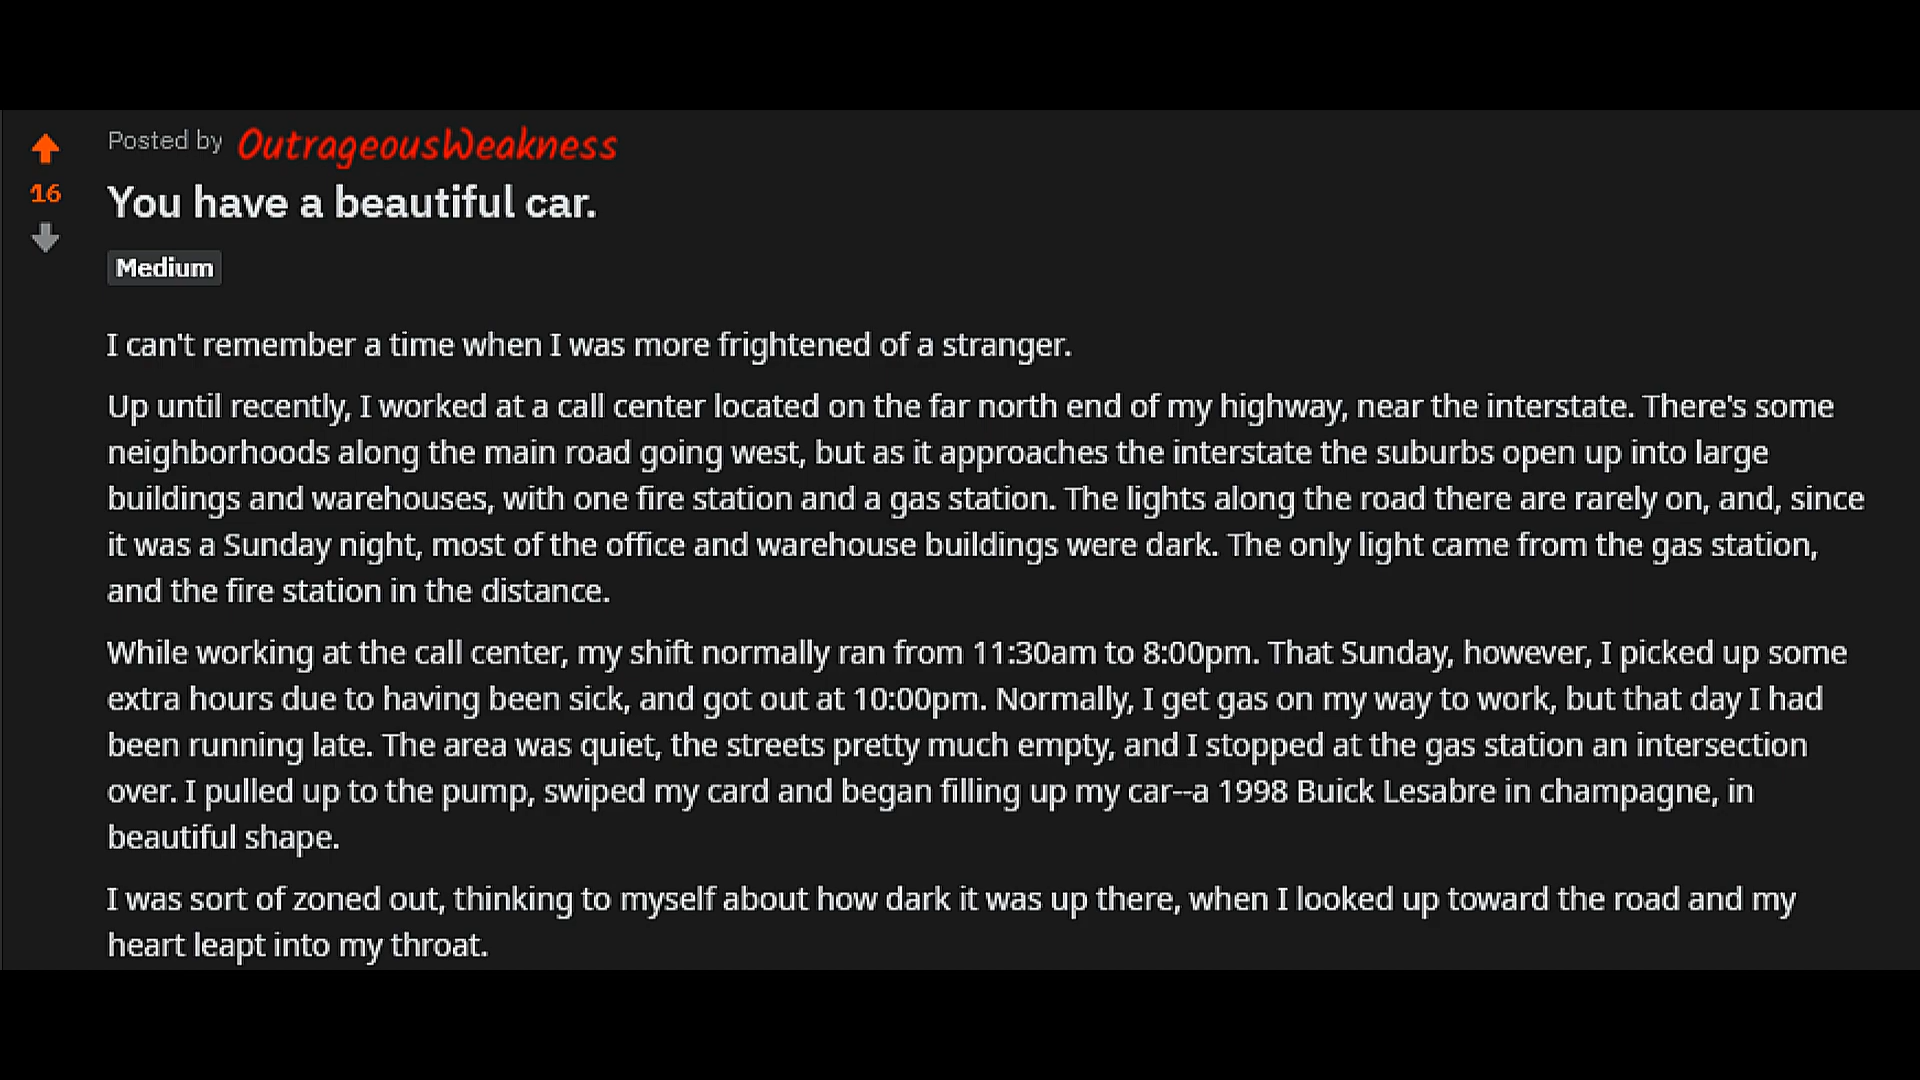 Posted by OutrageousWeakness
16
You have a beautiful car.
Medium
I can't remember a time when I was more frightened of a stranger.
Up until recently, I worked at a call center located on the far north end of my highway, near the interstate. There's some
neighborhoods along the main road going west, but as it approaches the interstate the suburbs open up into large
buildings and warehouses, with one fire station and a gas station. The lights along the road there are rarely on, and, since
it was a Sunday night, most of the office and warehouse buildings were dark. The only light came from the gas station,
and the fire station in the distance.
While working at the call center, my shift normally ran from 11:30am to 8:00pm. That Sunday, however, I picked up some
extra hours due to having been sick, and got out at 10:00pm. Normally, I get gas on my way to work, but that day I had
been running late. The area was quiet, the streets pretty much empty, and I stopped at the gas station an intersection
over. I pulled up to the pump, swiped my card and began filling up my car--a 1998 Buick Lesabre in champagne, in
beautiful shape.
I was sort of zoned out, thinking to myself about how dark it was up there, when I looked up toward the road and my
heart leapt into my throat.